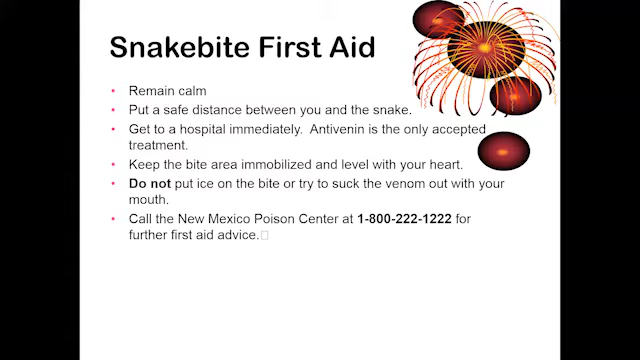 Snakebite First Aid
• Remain calm
• Put a safe distance between you and the snake.
• Get to a hospital immediately.  Antivenin is the only accepted
treatment.
• Keep the bite area immobilized and level with your heart.
• Do not put ice on the bite or try to suck the venom out with your
mouth.
• Call the New Mexico Poison Center at 1-800-222-1222 for
further first aid advice.